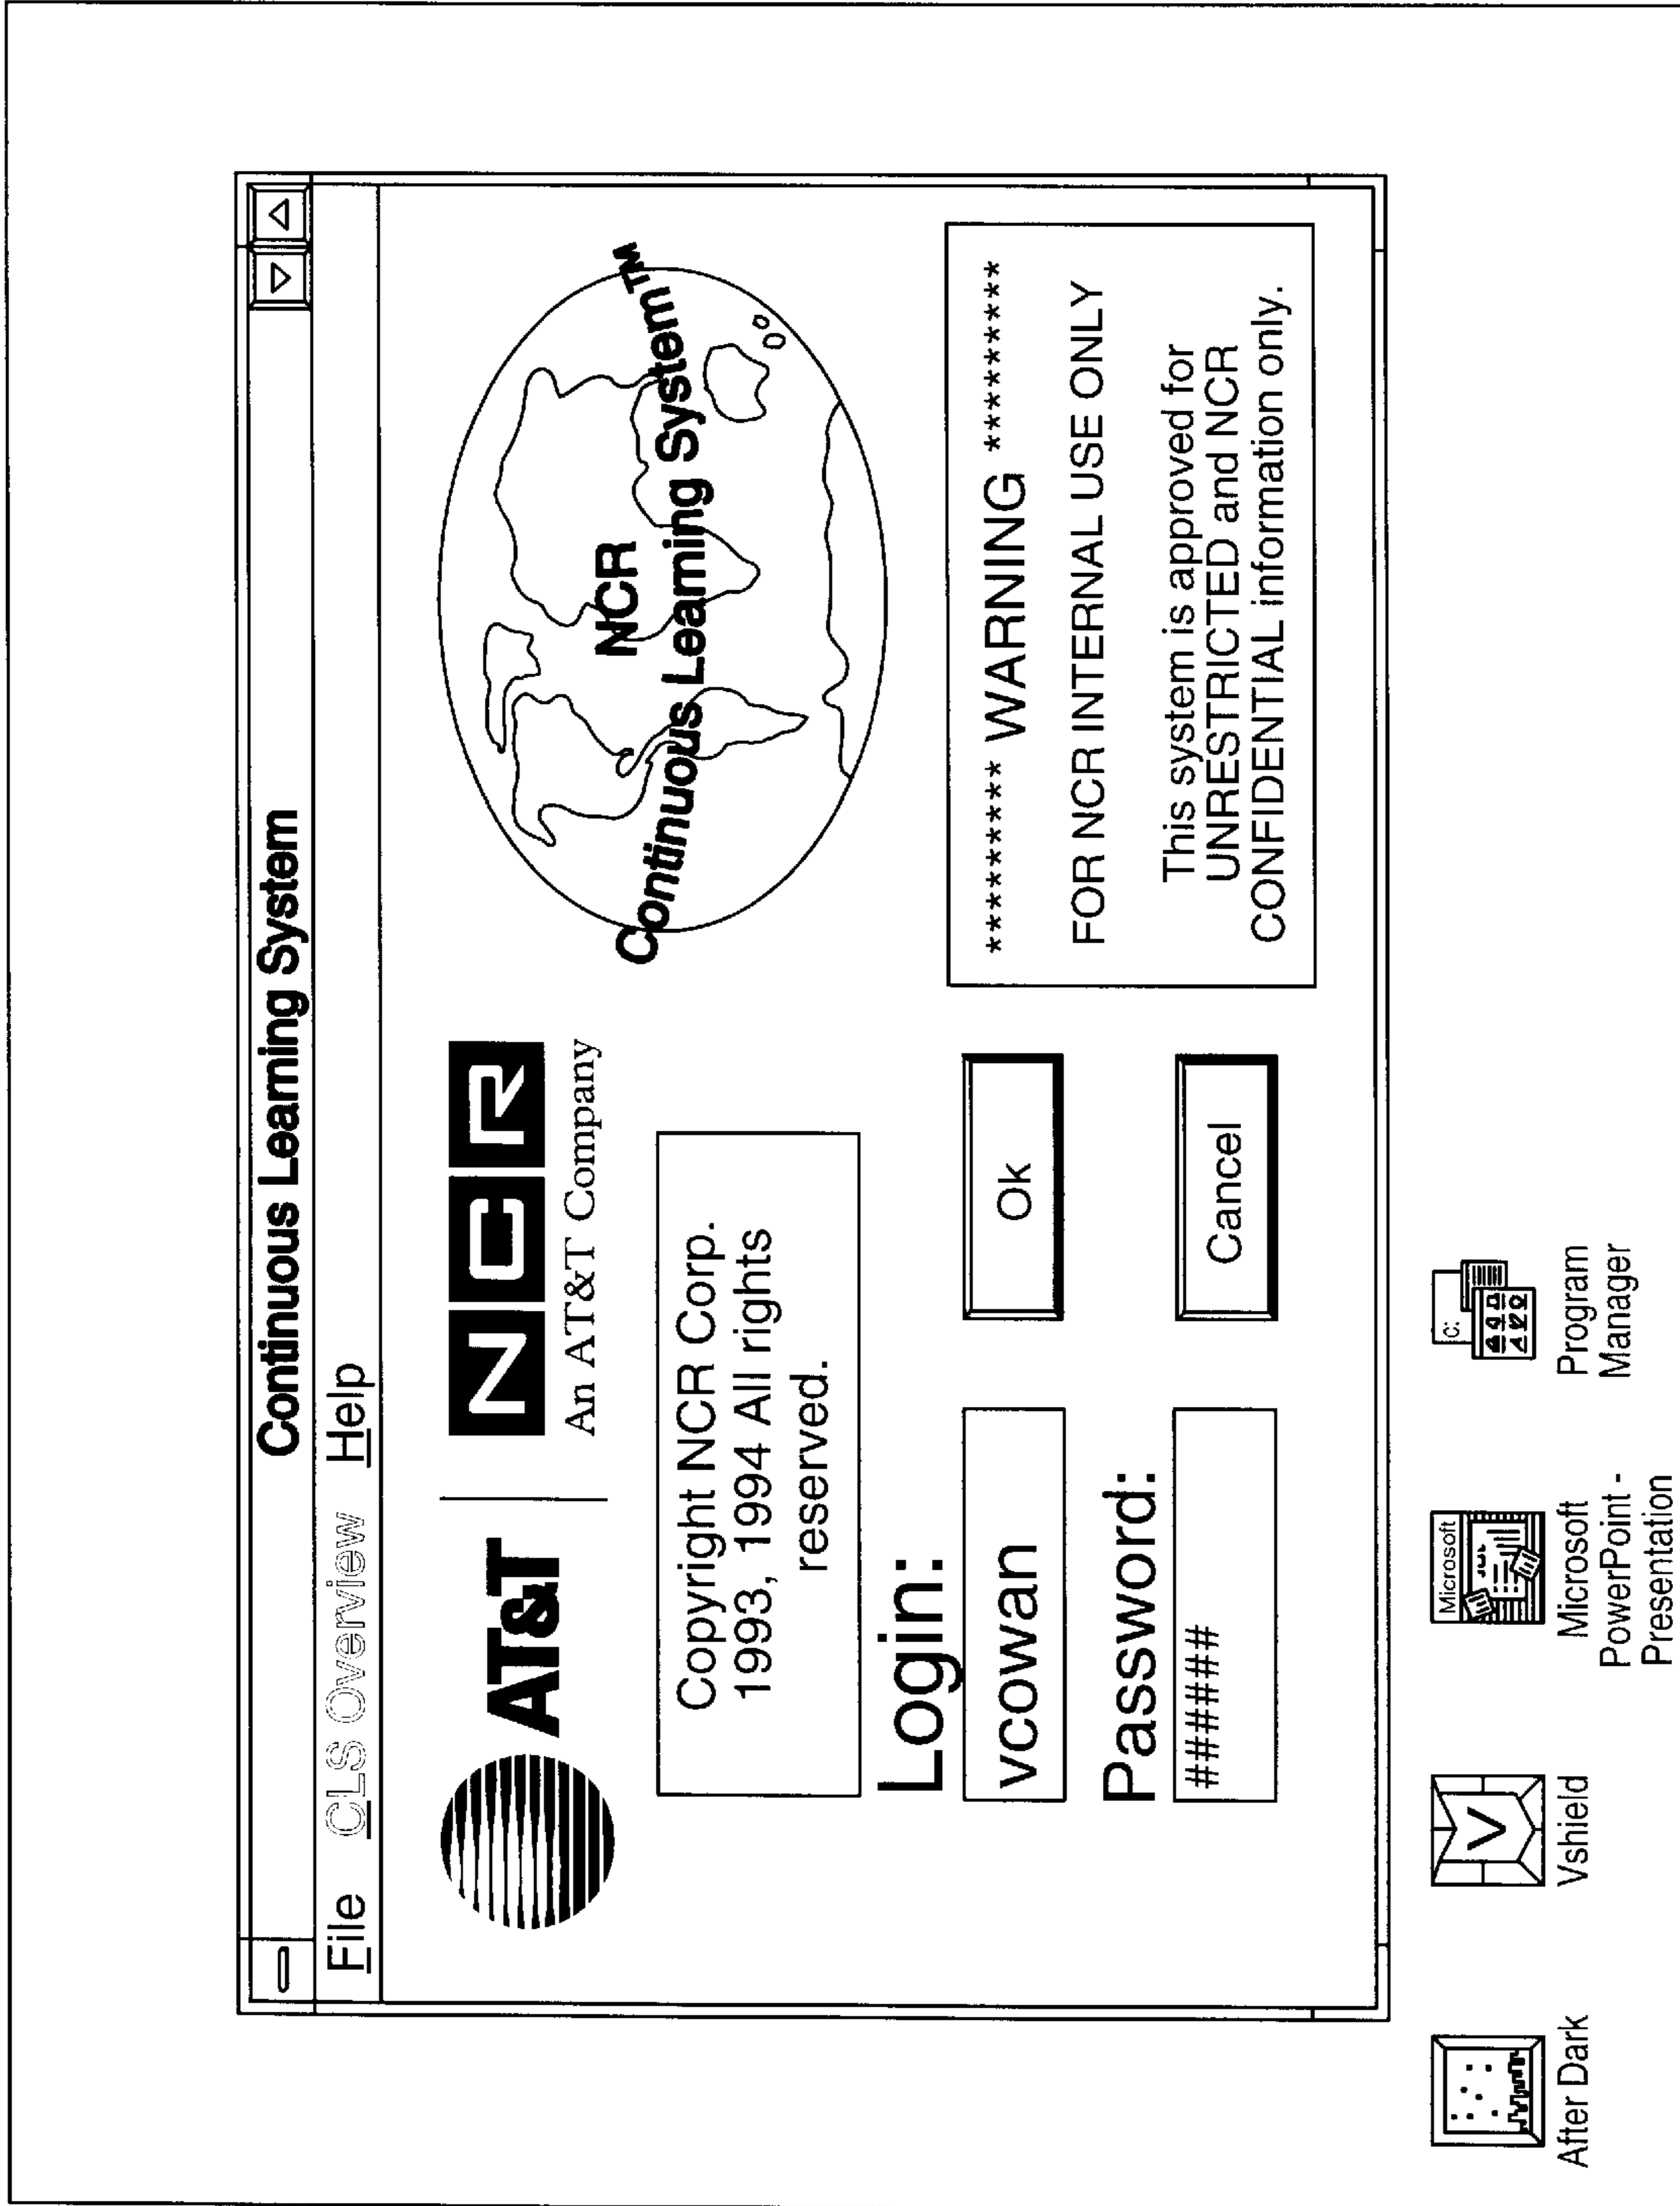 Continuous Learning System
File CLS Overview Help
AT&T
NCR
An AT&T Company
Copyright NCR Corp.
1993, 1994 All rights
reserved.
NCR
Continuous Learning System™
Login:
vcowan
Ok
Password:
######
Cancel
********* WARNING *********
FOR NCR INTERNAL USE ONLY
This system is approved for
UNRESTRICTED and NCR
CONFIDENTIAL information only.
After Dark
V
Vshield
Microsoft
Microsoft
PowerPoint -
Presentation
C:
Program
Manager